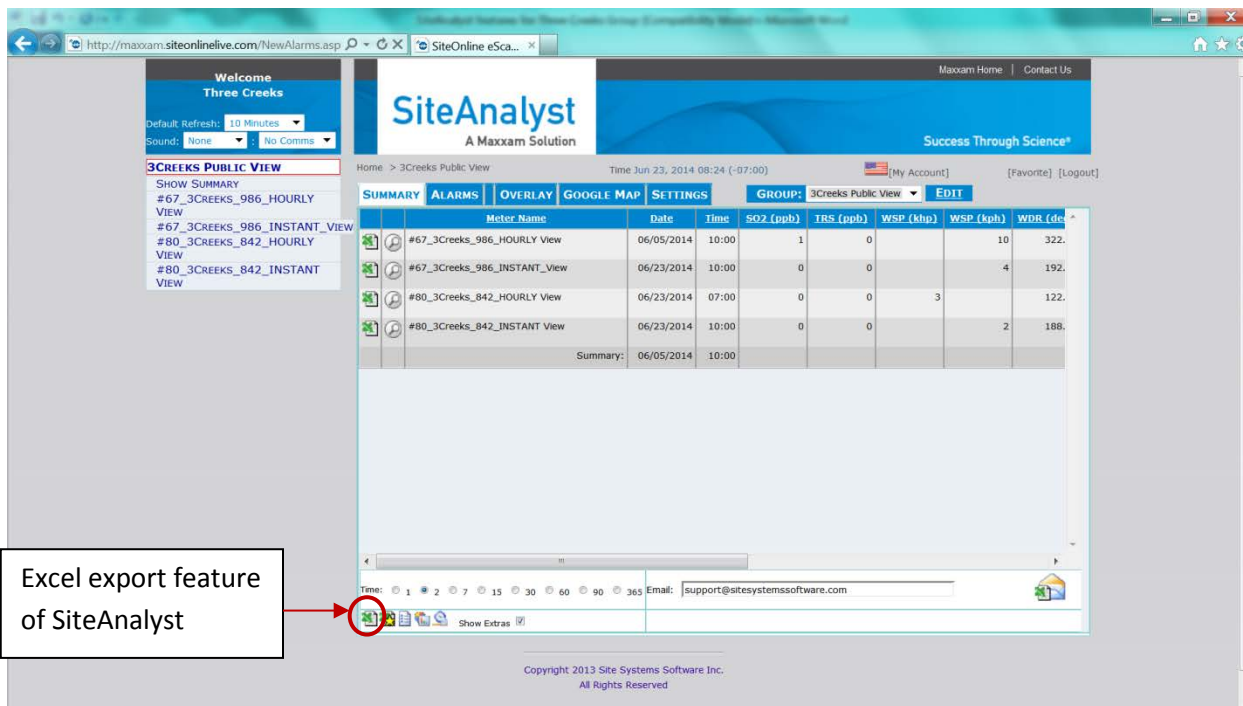 http://maxxam.siteonlinelive.com/NewAlarms.asp
SiteOnline eSca...
Maxxam Home | Contact Us
Welcome
Three Creeks
Default Refresh: 10 Minutes
Sound: None : No Comms
SiteAnalyst
A Maxxam Solution
Success Through Science®
3CREEKS PUBLIC VIEW
SHOW SUMMARY
#67_3CREEKS_986_HOURLY
VIEW
#67_3CREEKS_986_INSTANT_VIEW
#80_3CREEKS_842_HOURLY
VIEW
#80_3CREEKS_842_INSTANT
VIEW
Home > 3Creeks Public View Time Jun 23, 2014 08:24 (-07:00) [My Account] [Favorite] [Logout]
SUMMARY ALARMS OVERLAY GOOGLE MAP SETTINGS GROUP: 3Creeks Public View EDIT
Meter Name Date Time SO2 (ppb) TRS (ppb) WSP (khp) WSP (kph) WDR (de
#67_3Creeks_986_HOURLY View 06/05/2014 10:00 1 0 10 322.
#67_3Creeks_986_INSTANT_View 06/23/2014 10:00 0 0 4 192.
#80_3Creeks_842_HOURLY View 06/23/2014 07:00 0 0 3 122.
#80_3Creeks_842_INSTANT View 06/23/2014 10:00 0 0 2 188.
Summary: 06/05/2014 10:00
Time: 1 2 7 15 30 60 90 365 Email: support@sitesystemssoftware.com
Show Extras
Excel export feature
of SiteAnalyst
Copyright 2013 Site Systems Software Inc.
All Rights Reserved